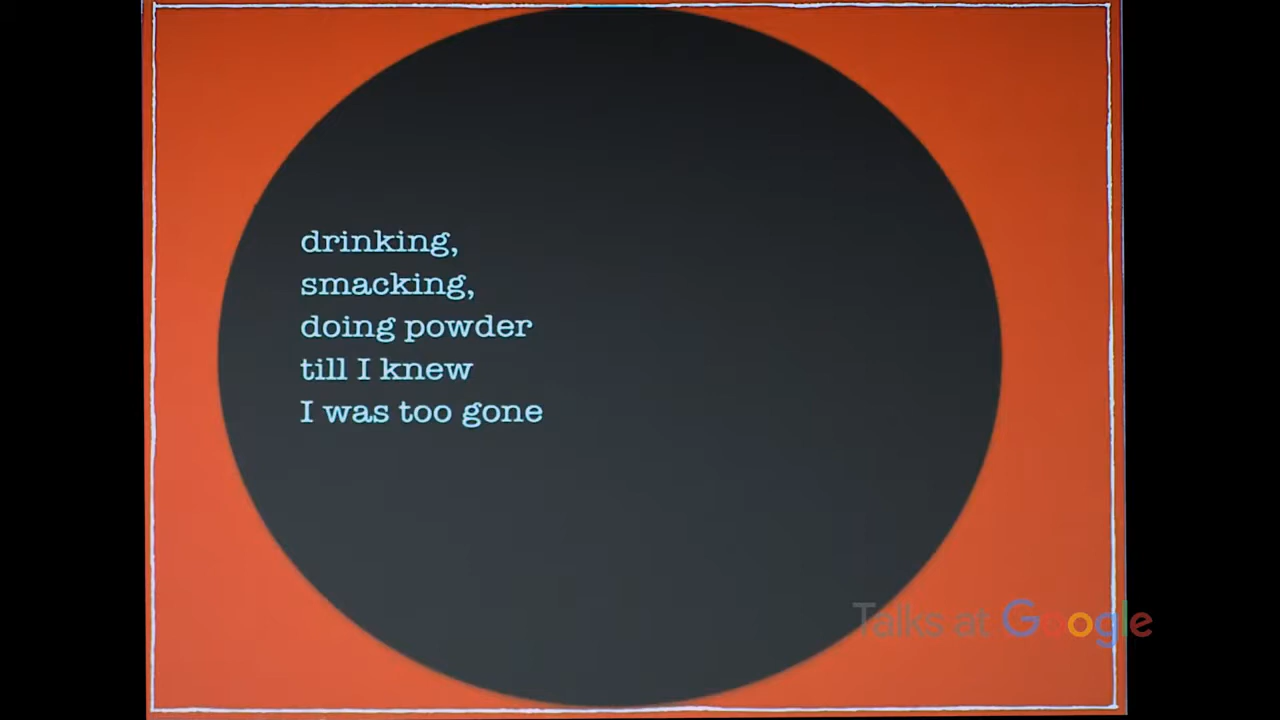 drinking,
smacking,
doing powder
till I knew
I was too gone
Talks at Google